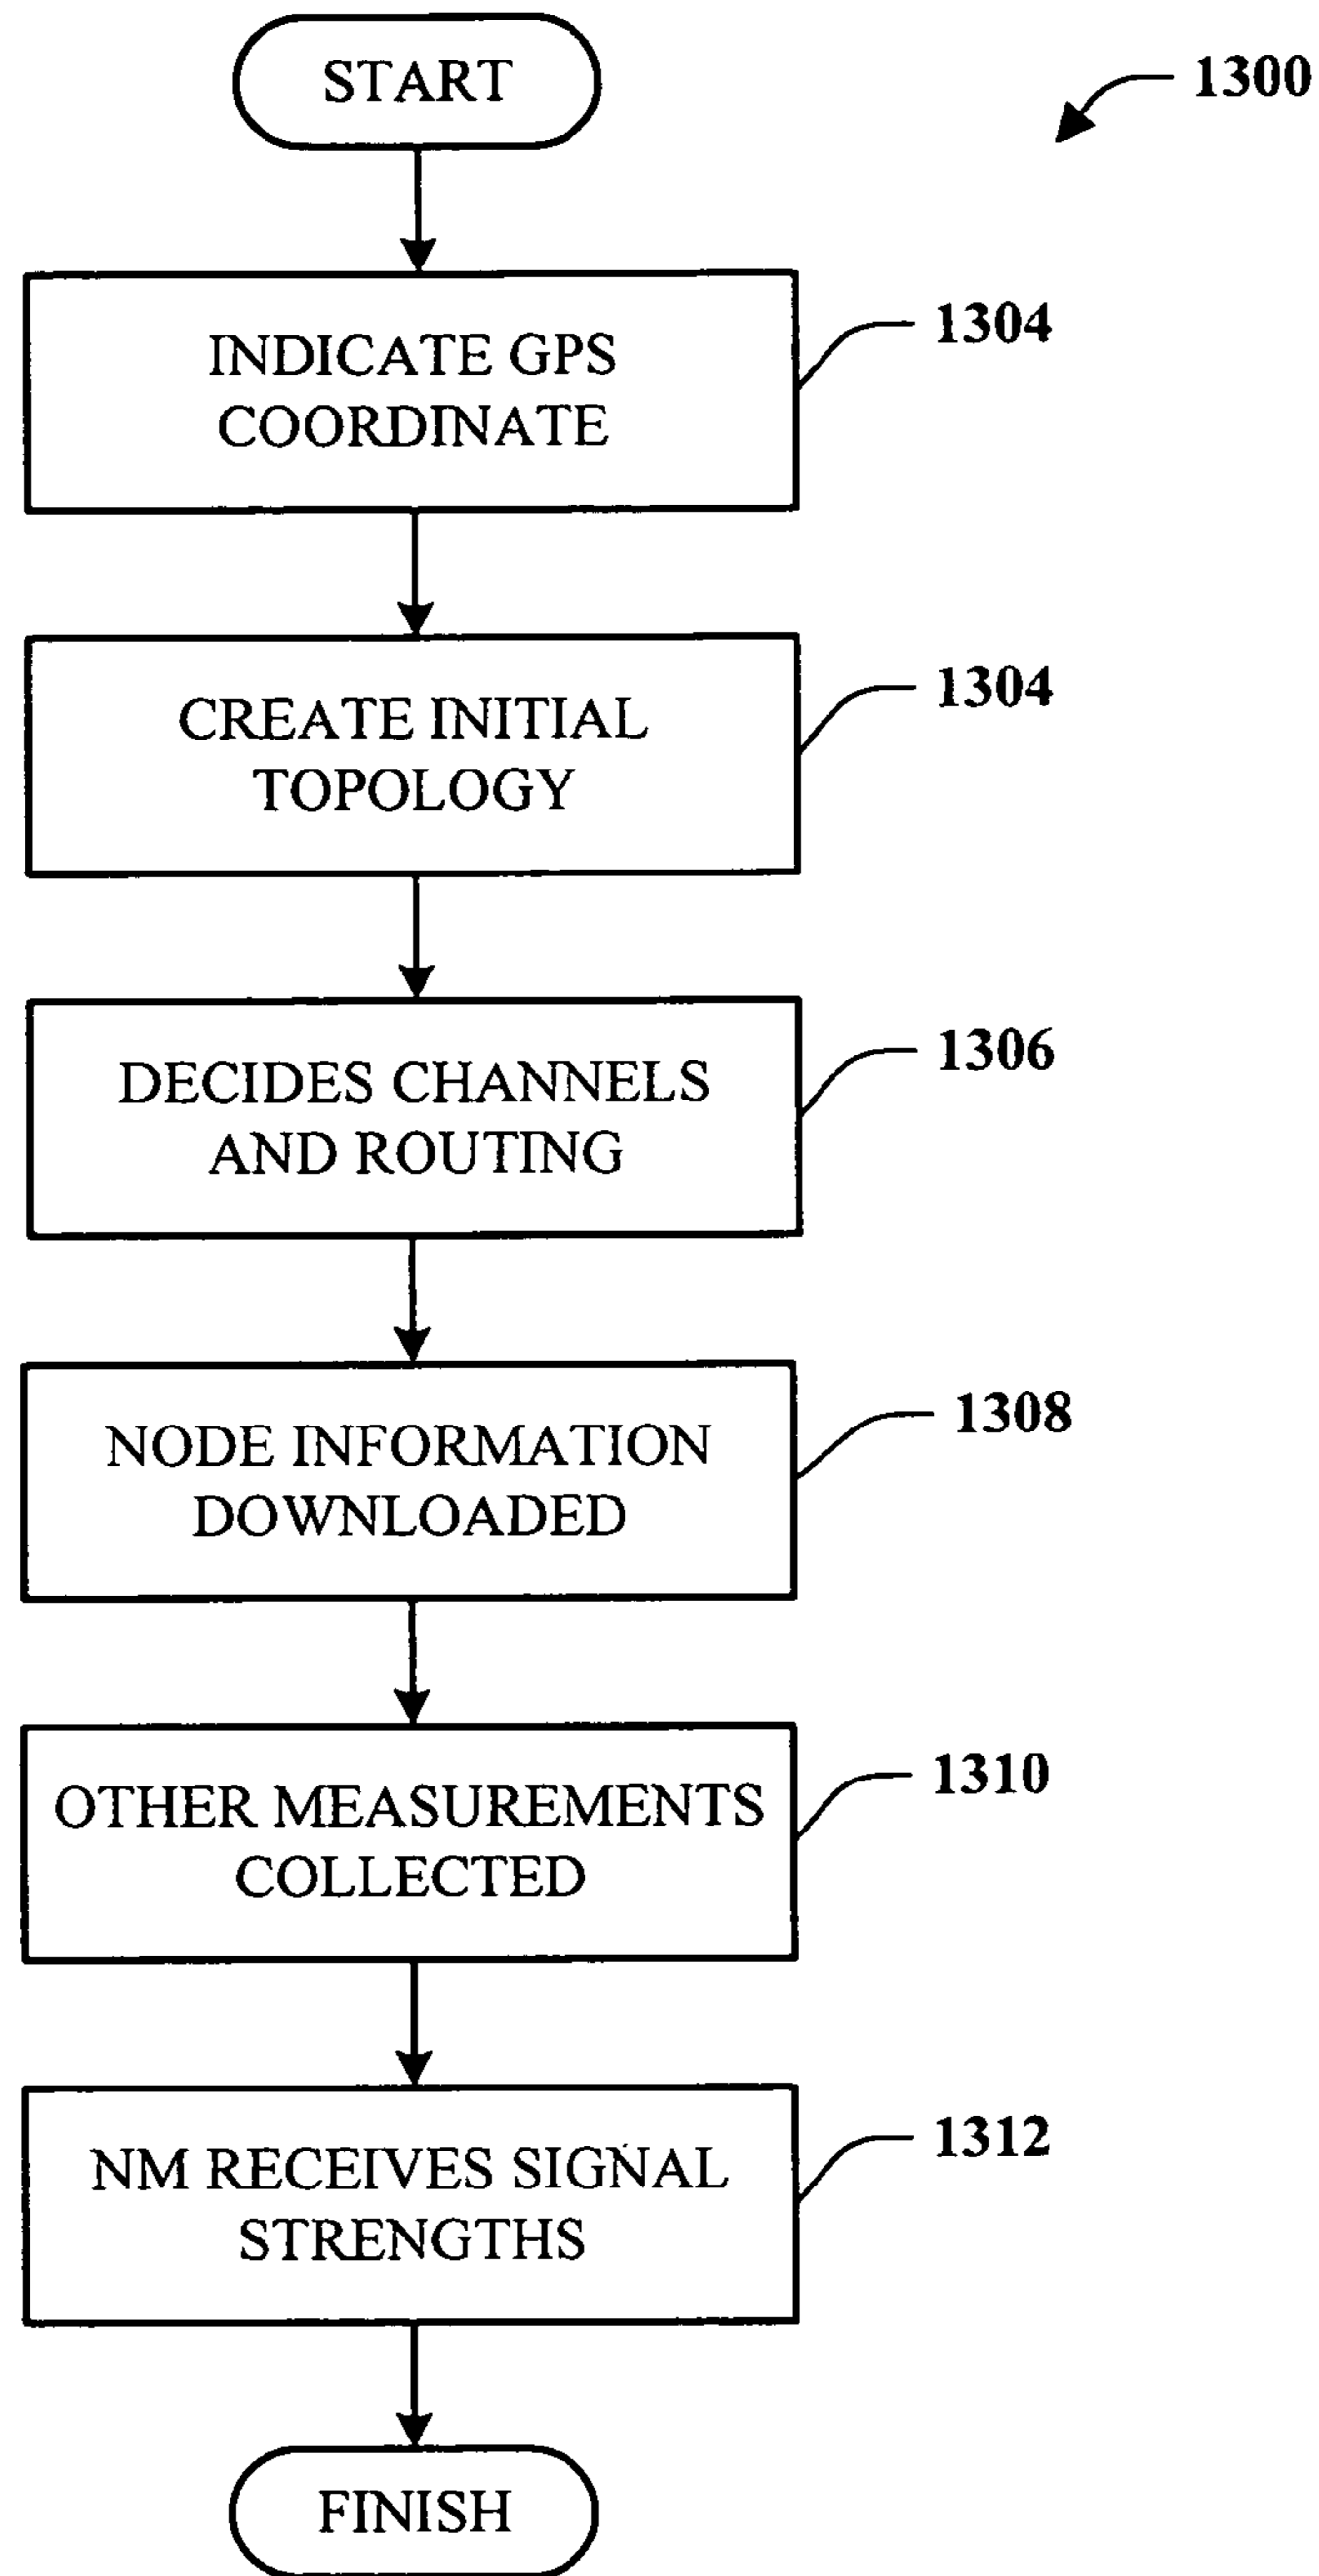 START
1300
INDICATE GPS
COORDINATE
1304
CREATE INITIAL
TOPOLOGY
1304
DECIDES CHANNELS
AND ROUTING
1306
NODE INFORMATION
DOWNLOADED
1308
OTHER MEASUREMENTS
COLLECTED
1310
NM RECEIVES SIGNAL
STRENGTHS
1312
FINISH